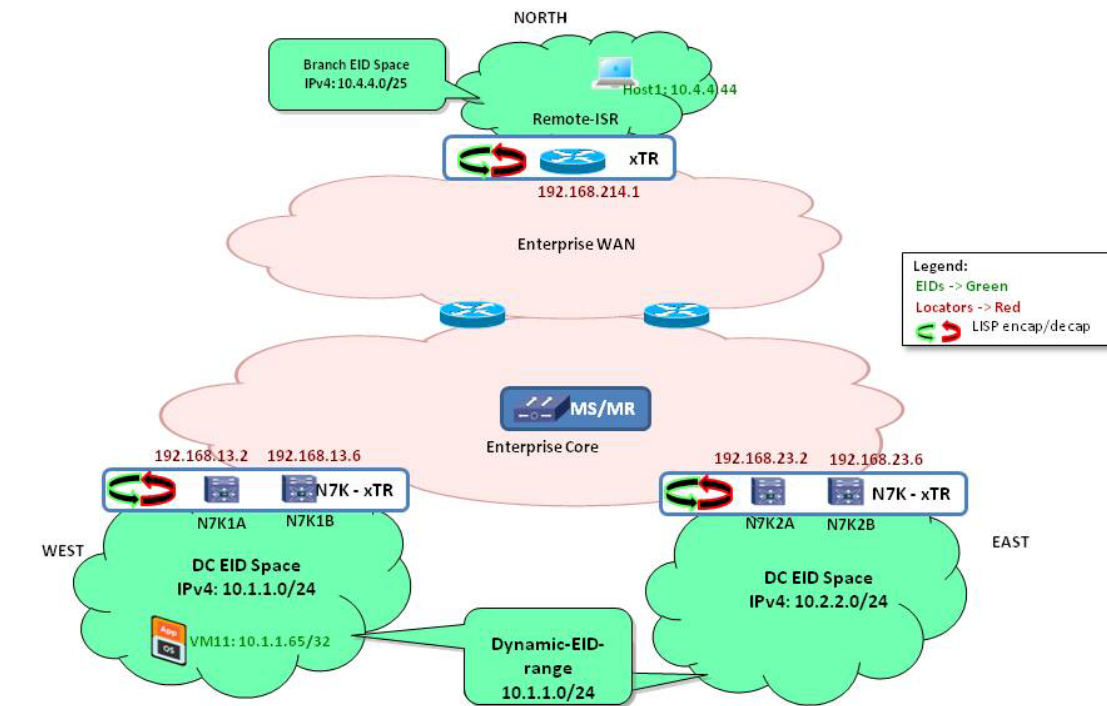 NORTH
Branch EID Space
IPv4: 10.4.4.0/25
Host1: 10.4.4.44
Remote-ISR
xTR
192.168.214.1
Enterprise WAN
Legend:
EIDs -> Green
Locators -> Red
LISP encap/decap
MS/MR
Enterprise Core
192.168.13.2
192.168.13.6
192.168.23.2
192.168.23.6
N7K - xTR
N7K - xTR
N7K1A
N7K1B
N7K2A
N7K2B
WEST
EAST
DC EID Space
IPv4: 10.1.1.0/24
DC EID Space
IPv4: 10.2.2.0/24
App
OS
VM11: 10.1.1.65/32
Dynamic-EID-
range
10.1.1.0/24